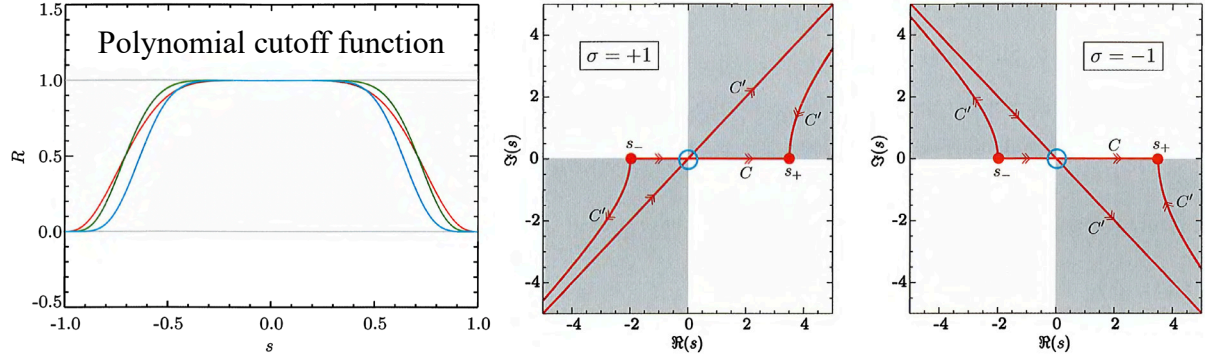 Polynomial cutoff function
R
1.5
1.0
0.5
0.0
-0.5
-1.0
-0.5
0.0
0.5
1.0
s
σ = +1
ℑ(s)
4
2
0
-2
-4
-4
-2
0
2
4
ℜ(s)
s₋
s₊
C
C′
C′
C′
C′
σ = −1
ℑ(s)
4
2
0
-2
-4
-4
-2
0
2
4
ℜ(s)
C′
C′
s₋
C
s₊
C′
C′